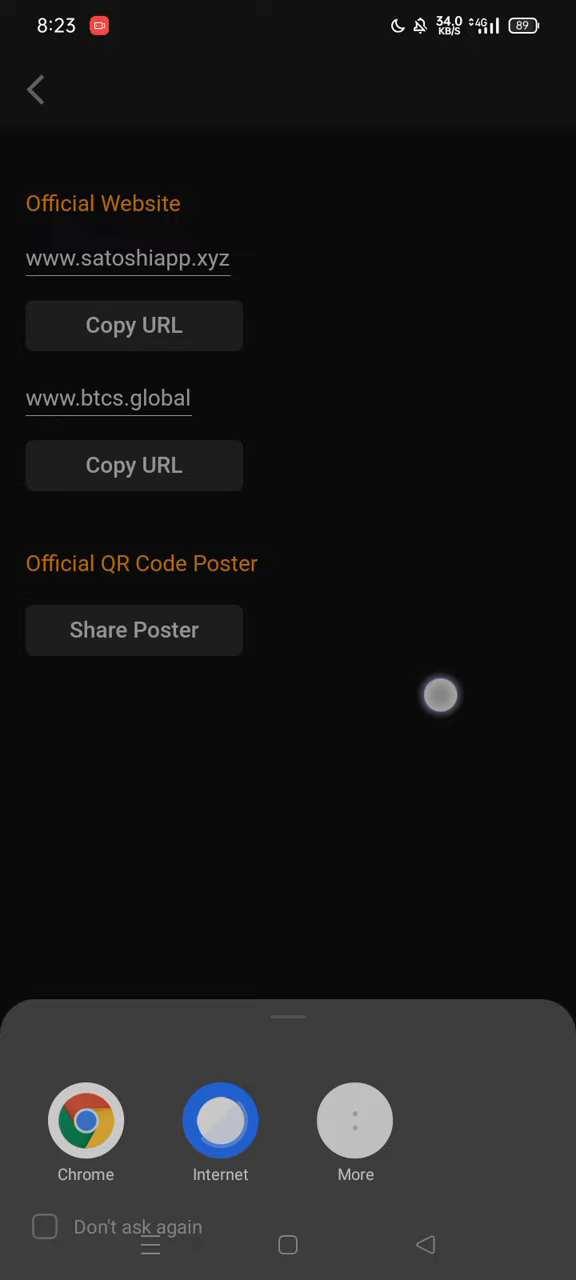 8:23
34.0
KB/S
4G
89
Official Website
www.satoshiapp.xyz
Copy URL
www.btcs.global
Copy URL
Official QR Code Poster
Share Poster
Chrome
Internet
More
Don't ask again